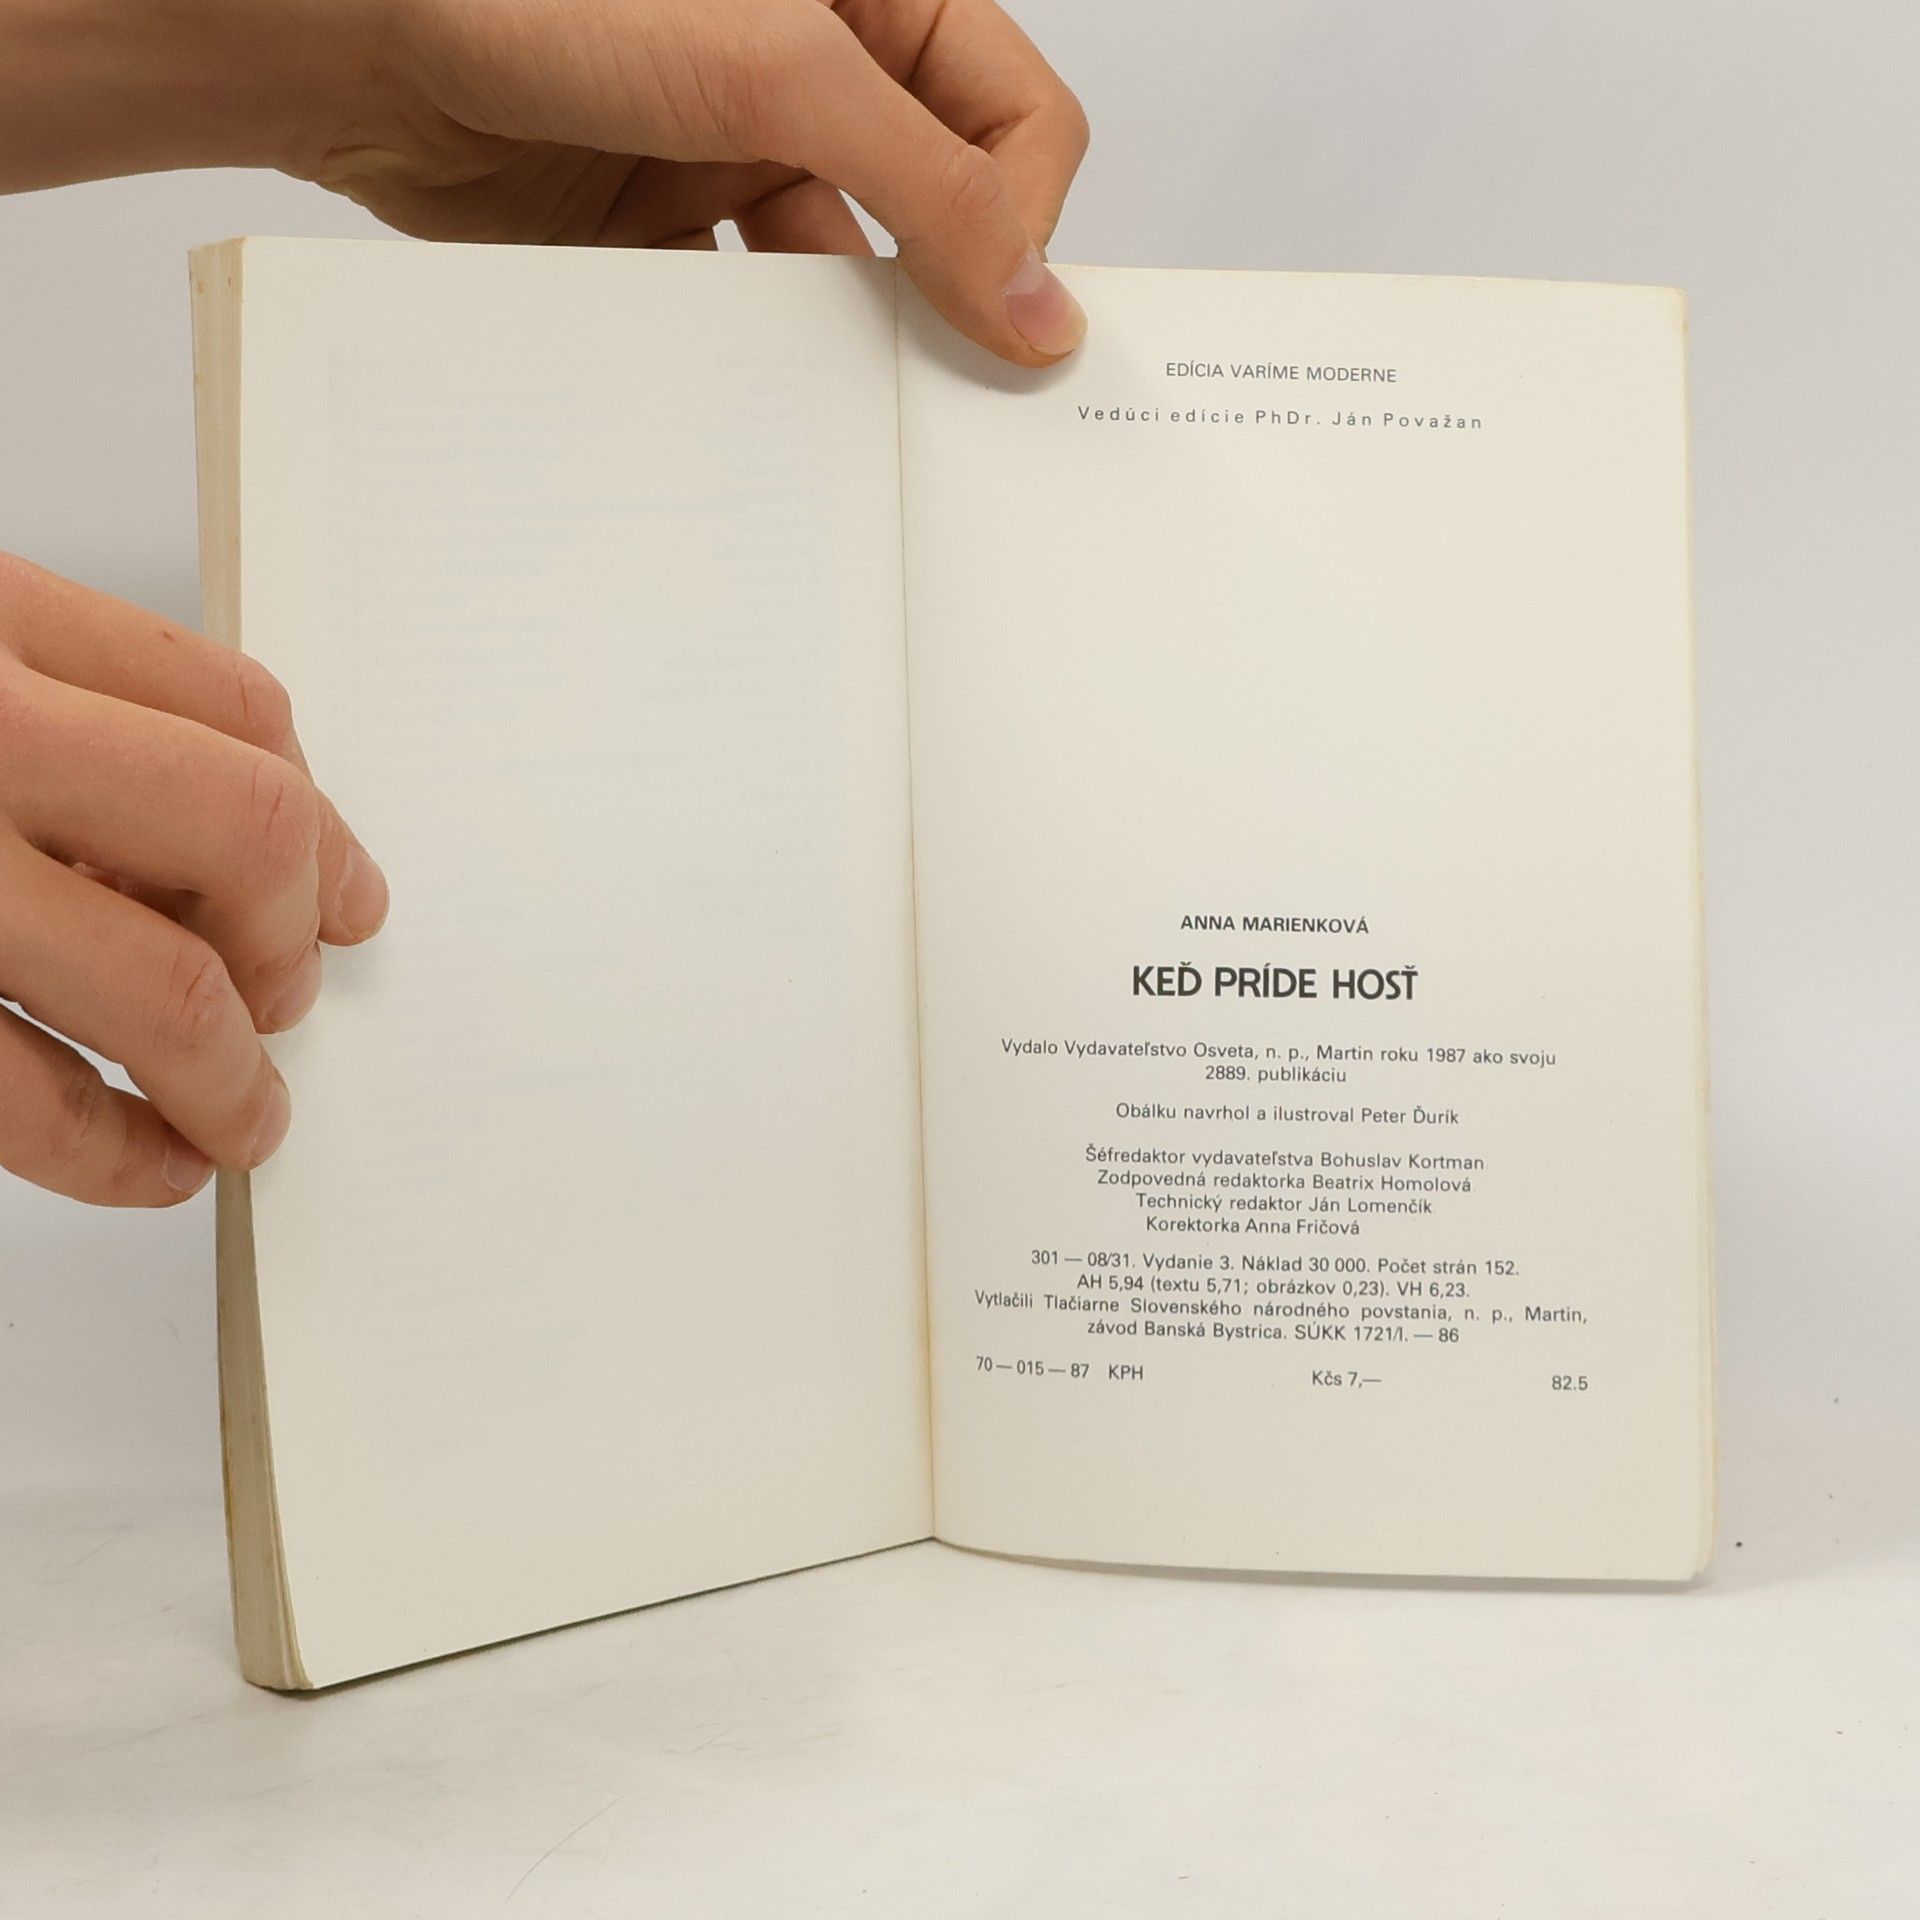 EDÍCIA VARÍME MODERNE
Vedúci edície PhDr. Ján Považan
ANNA MARIENKOVÁ
KEĎ PRÍDE HOSŤ
Vydalo Vydavateľstvo Osveta, n. p., Martin roku 1987 ako svoju
2889. publikáciu
Obálku navrhol a ilustroval Peter Ďurík
Šéfredaktor vydavateľstva Bohuslav Kortman
Zodpovedná redaktorka Beatrix Homolová
Technický redaktor Ján Lomenčík
Korektorka Anna Fričová
301 — 08/31. Vydanie 3. Náklad 30 000. Počet strán 152.
AH 5,94 (textu 5,71; obrázkov 0,23). VH 6,23.
Vytlačili Tlačiarne Slovenského národného povstania, n. p., Martin,
závod Banská Bystrica. SÚKK 1721/I. — 86
70 — 015 — 87 KPH Kčs 7,— 82.5